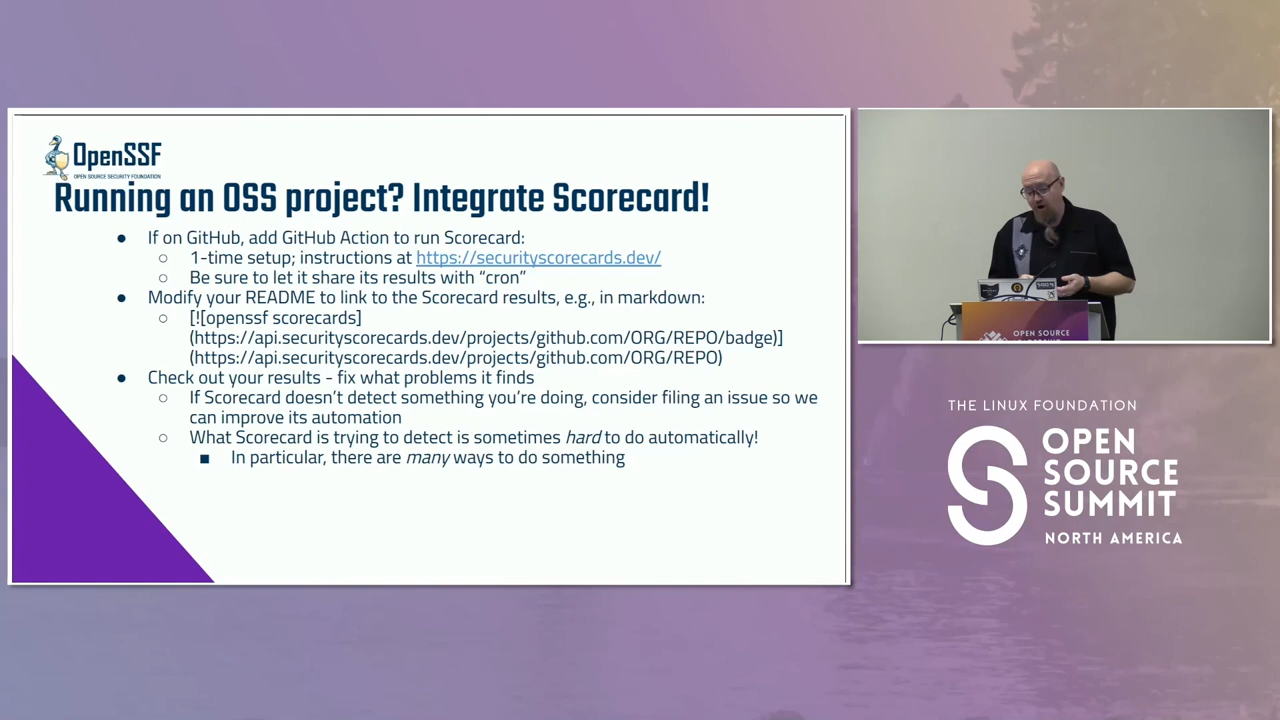 OpenSSF
OPEN SOURCE SECURITY FOUNDATION
Running an OSS project? Integrate Scorecard!
● If on GitHub, add GitHub Action to run Scorecard:
○ 1-time setup; instructions at https://securityscorecards.dev/
○ Be sure to let it share its results with “cron”
● Modify your README to link to the Scorecard results, e.g., in markdown:
○ [![openssf scorecards]
(https://api.securityscorecards.dev/projects/github.com/ORG/REPO/badge)]
(https://api.securityscorecards.dev/projects/github.com/ORG/REPO)
● Check out your results - fix what problems it finds
○ If Scorecard doesn’t detect something you’re doing, consider filing an issue so we
can improve its automation
○ What Scorecard is trying to detect is sometimes hard to do automatically!
■ In particular, there are many ways to do something
OPEN SOURCE
THE LINUX FOUNDATION
OPEN
SOURCE
SUMMIT
NORTH AMERICA